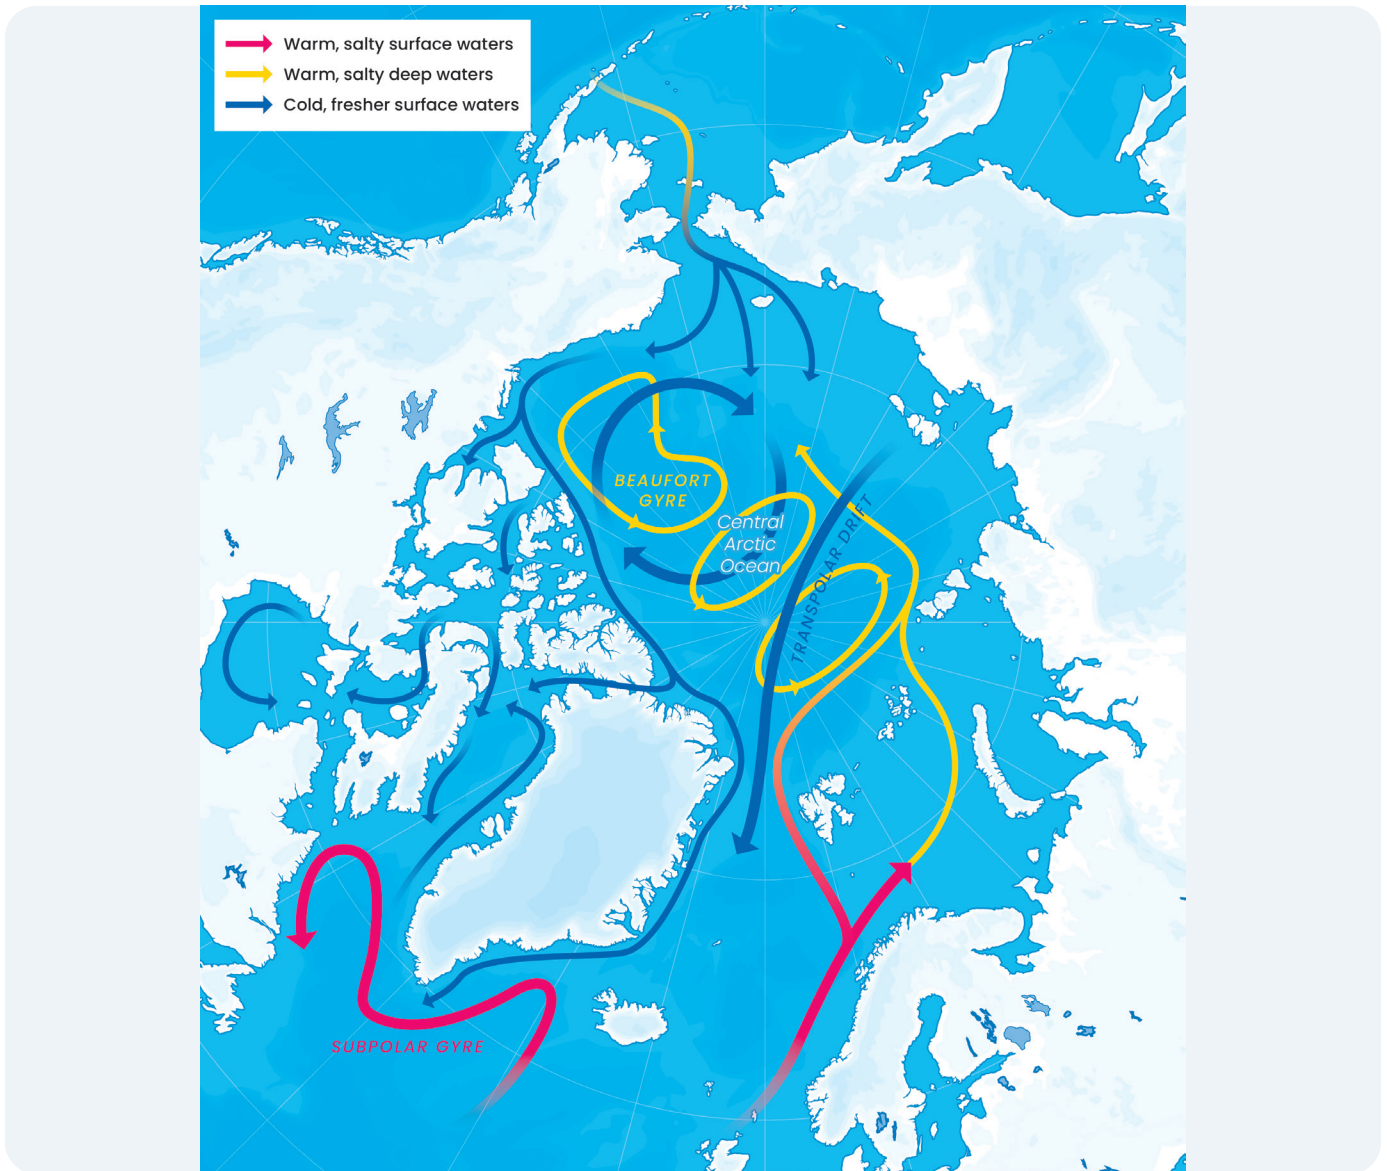 Warm, salty surface waters
Warm, salty deep waters
Cold, fresher surface waters
BEAUFORT
GYRE
Central
Arctic
Ocean
TRANSPOLAR DRIFT
SUBPOLAR GYRE